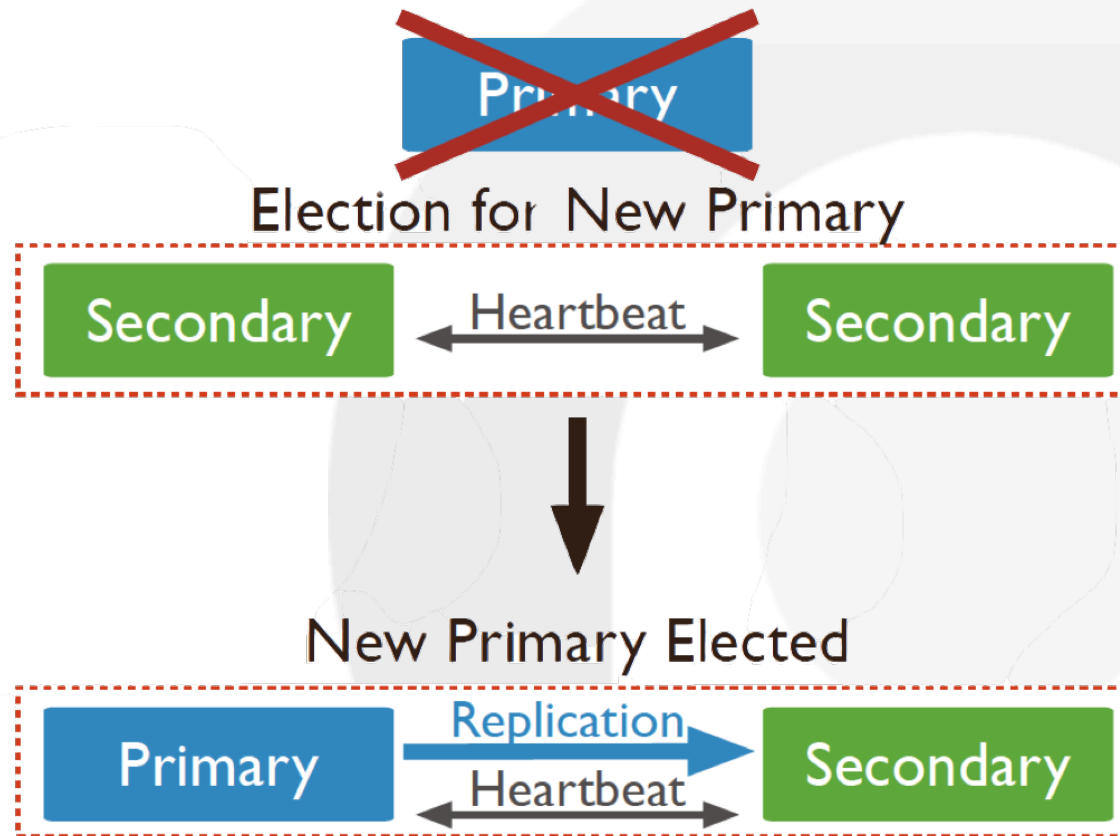 Primary
Election for New Primary
Secondary Heartbeat Secondary
New Primary Elected
Replication
Primary Secondary
Heartbeat